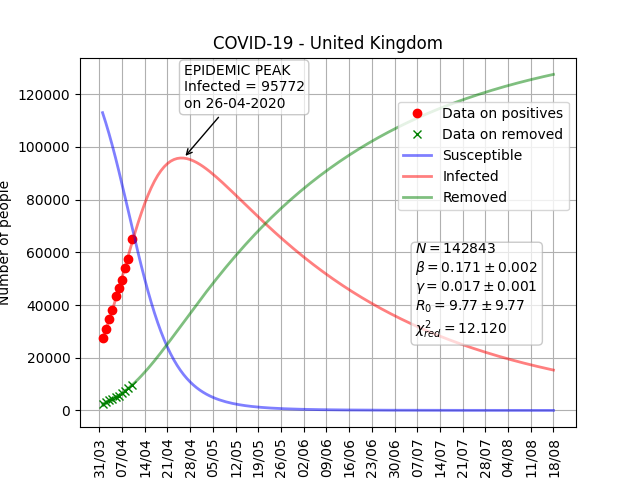 COVID-19 - United Kingdom
EPIDEMIC PEAK
Infected = 95772
on 26-04-2020
Data on positives
Data on removed
Susceptible
Infected
Removed
N = 142843
β = 0.171 ± 0.002
γ = 0.017 ± 0.001
R₀ = 9.77 ± 9.77
χ²red = 12.120
Number of people
120000
100000
80000
60000
40000
20000
0
31/03
07/04
14/04
21/04
28/04
05/05
12/05
19/05
26/05
02/06
09/06
16/06
23/06
30/06
07/07
14/07
21/07
28/07
04/08
11/08
18/08